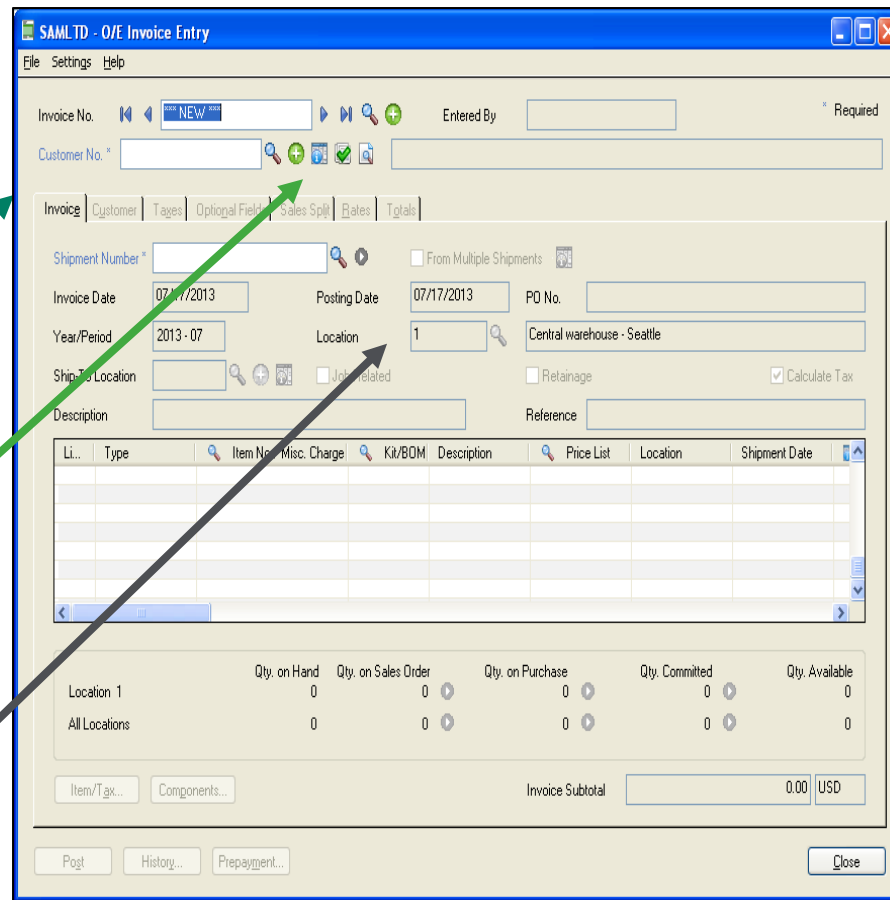 SAMLTD - O/E Invoice Entry
File Settings Help
Invoice No. *** NEW *** Entered By * Required
Customer No. *
Invoice Customer Taxes Optional Fields Sales Split Rates Totals
Shipment Number * From Multiple Shipments
Invoice Date 07/17/2013 Posting Date 07/17/2013 PO No.
Year/Period 2013 - 07 Location 1 Central warehouse - Seattle
Ship-To Location Job Related Retainage Calculate Tax
Description Reference
Li... Type Item No./Misc. Charge Kit/BOM Description Price List Location Shipment Date
Qty. on Hand Qty. on Sales Order Qty. on Purchase Qty. Committed Qty. Available
Location 1 0 0 0 0 0
All Locations 0 0 0 0 0
Item/Tax... Components... Invoice Subtotal 0.00 USD
Post History... Prepayment... Close